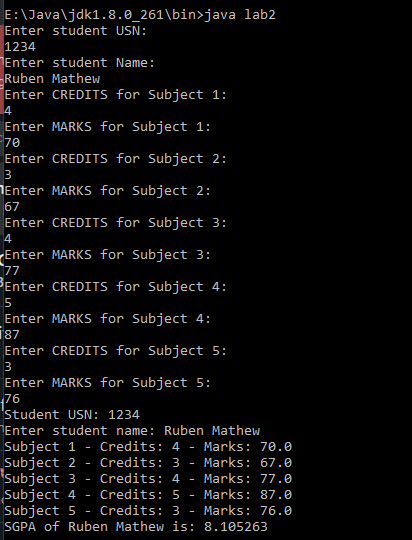 E:\Java\jdk1.8.0_261\bin>java lab2
Enter student USN:
1234
Enter student Name:
Ruben Mathew
Enter CREDITS for Subject 1:
4
Enter MARKS for Subject 1:
70
Enter CREDITS for Subject 2:
3
Enter MARKS for Subject 2:
67
Enter CREDITS for Subject 3:
4
Enter MARKS for Subject 3:
77
Enter CREDITS for Subject 4:
5
Enter MARKS for Subject 4:
87
Enter CREDITS for Subject 5:
3
Enter MARKS for Subject 5:
76
Student USN: 1234
Enter student name: Ruben Mathew
Subject 1 - Credits: 4 - Marks: 70.0
Subject 2 - Credits: 3 - Marks: 67.0
Subject 3 - Credits: 4 - Marks: 77.0
Subject 4 - Credits: 5 - Marks: 87.0
Subject 5 - Credits: 3 - Marks: 76.0
SGPA of Ruben Mathew is: 8.105263